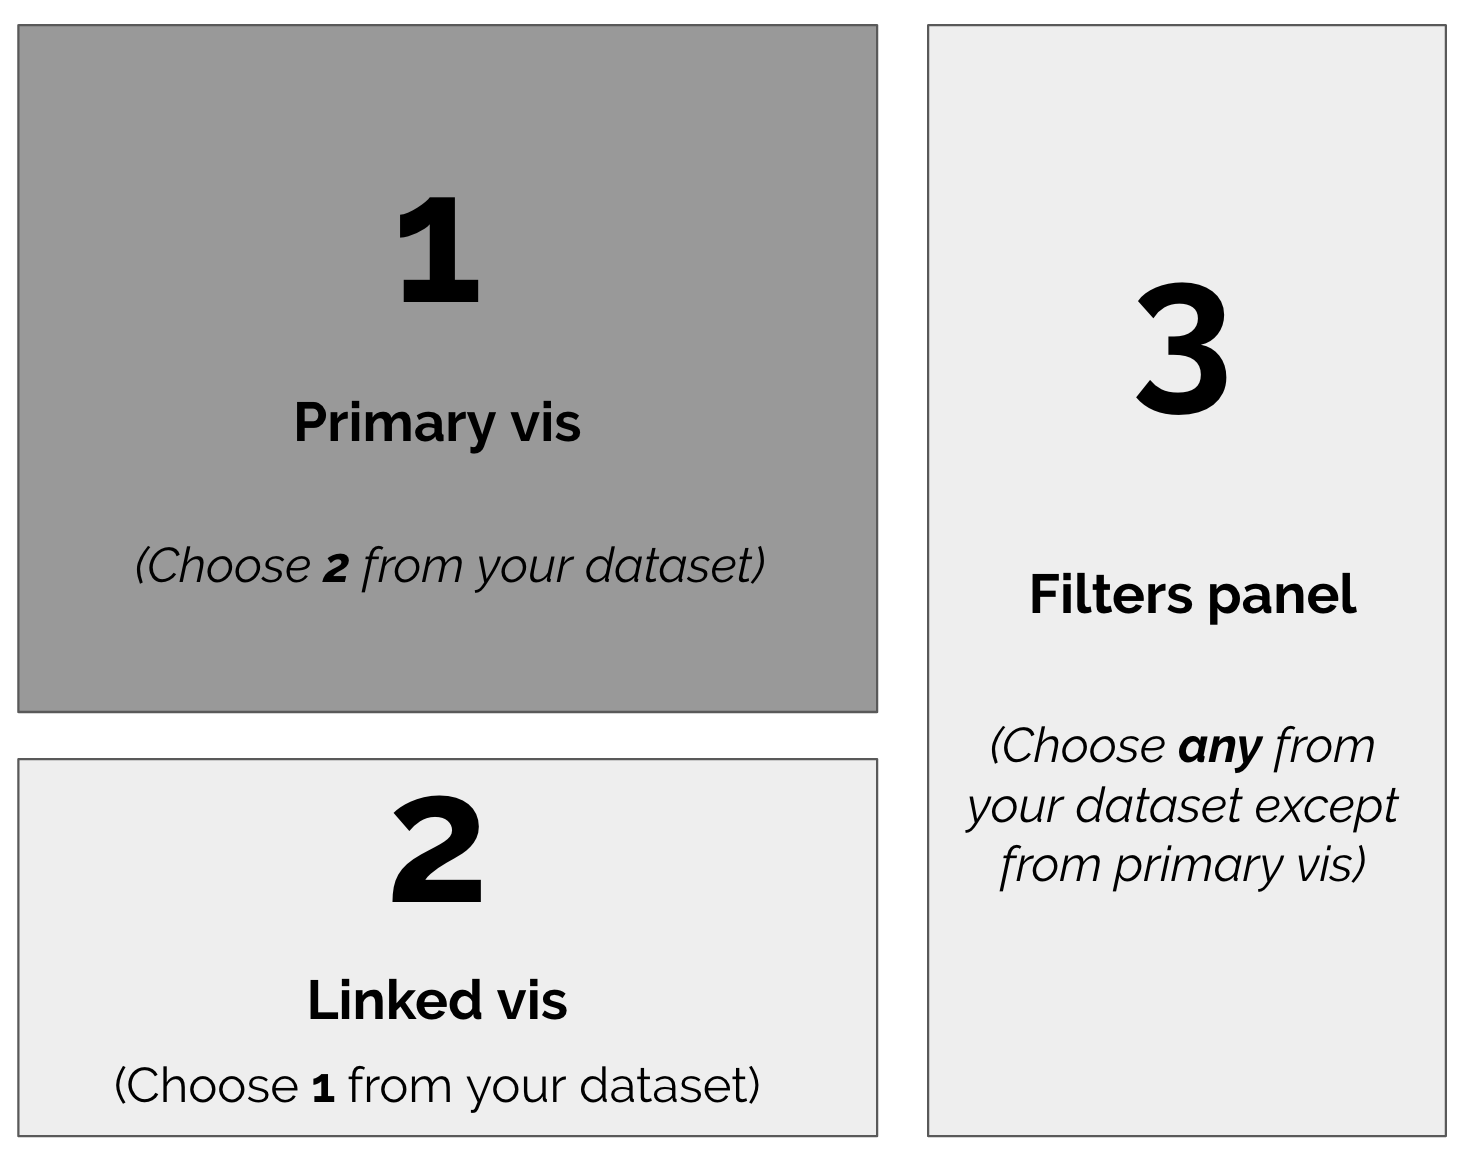 1
Primary vis
(Choose 2 from your dataset)
2
Linked vis
(Choose 1 from your dataset)
3
Filters panel
(Choose any from
your dataset except
from primary vis)